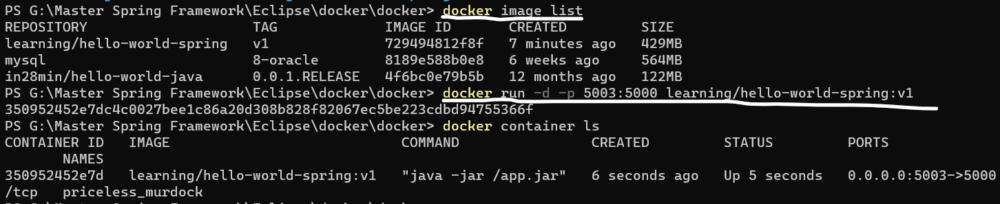 PS G:\Master Spring Framework\Eclipse\docker\docker> docker image list
REPOSITORY TAG IMAGE ID CREATED SIZE
learning/hello-world-spring v1 729494812f8f 7 minutes ago 429MB
mysql 8-oracle 8189e588b0e8 6 weeks ago 564MB
in28min/hello-world-java 0.0.1.RELEASE 4f6bc0e79b5b 12 months ago 122MB
PS G:\Master Spring Framework\Eclipse\docker\docker> docker run -d -p 5003:5000 learning/hello-world-spring:v1
350952452e7dc4c0027bee1c86a20d308b828f82067ec5be223cdbd94755366f
PS G:\Master Spring Framework\Eclipse\docker\docker> docker container ls
CONTAINER ID IMAGE COMMAND CREATED STATUS PORTS
NAMES
350952452e7d learning/hello-world-spring:v1 "java -jar /app.jar" 6 seconds ago Up 5 seconds 0.0.0.0:5003->5000
/tcp priceless_murdock